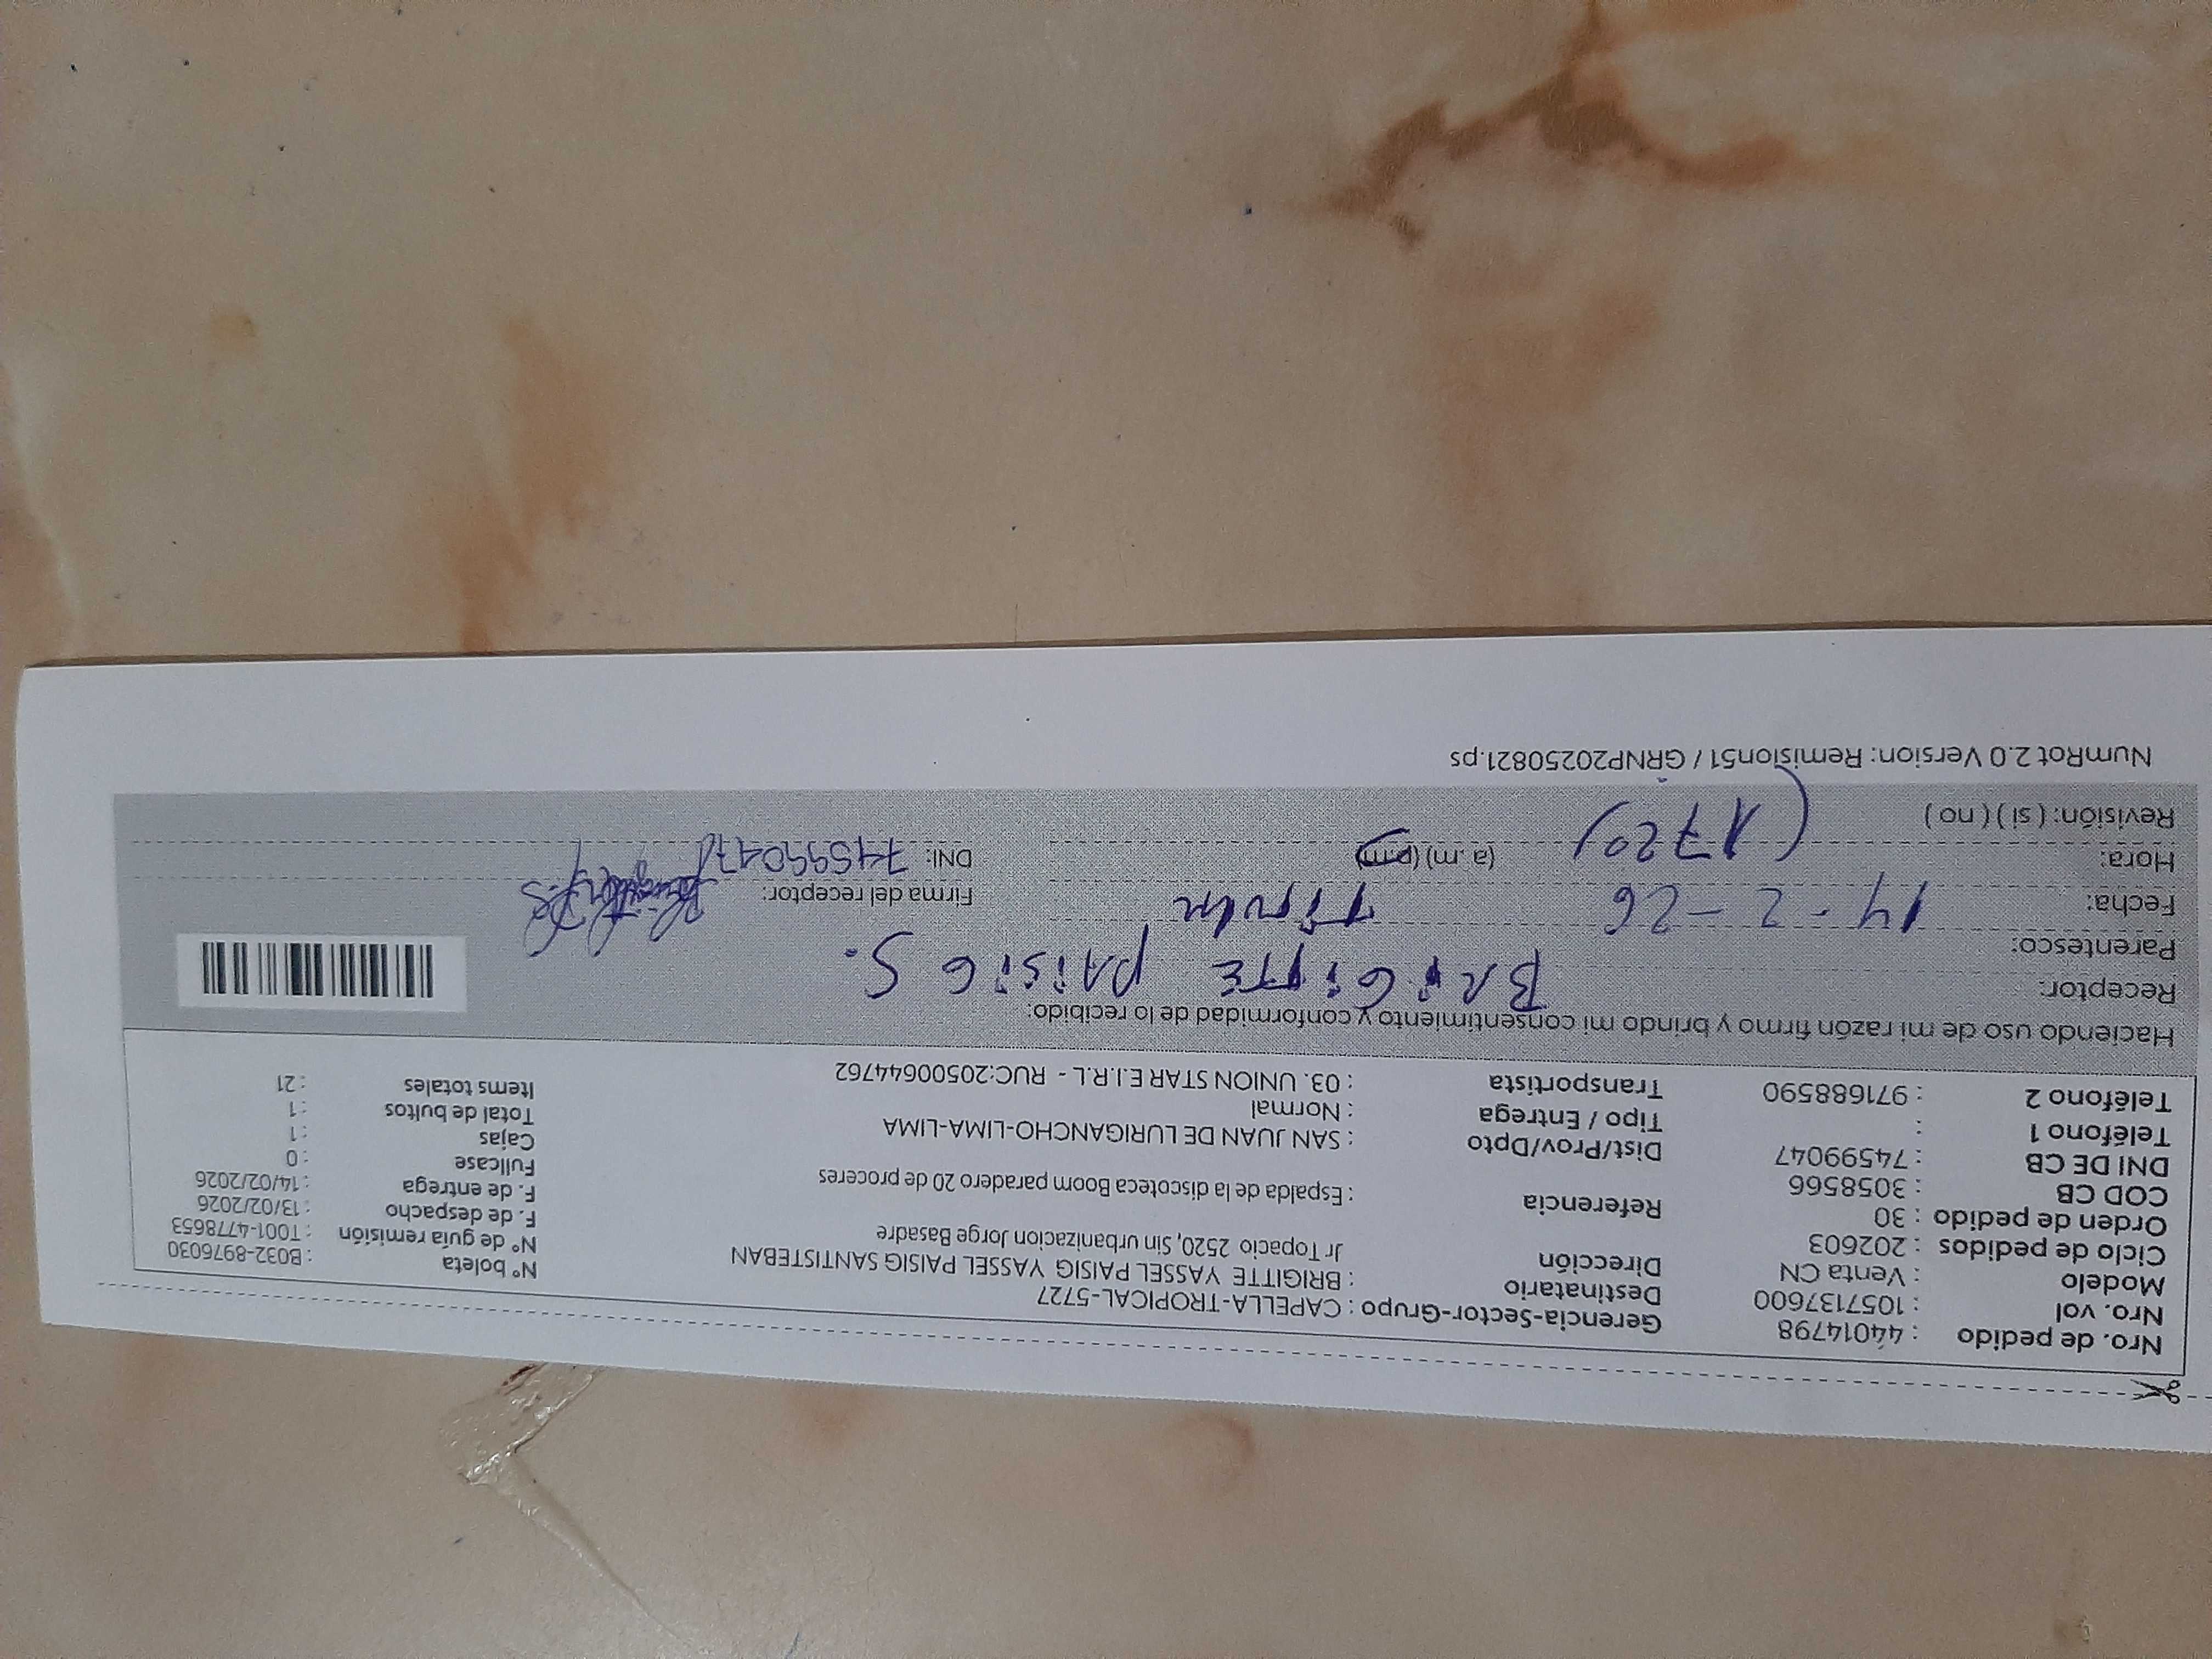 Nro. de pedido : 44014798 Gerencia-Sector-Grupo : CAPELLA-TROPICAL-5727
Nro. vol : 1057137600 Destinatario : BRIGITTE YASSEL PAISIG YASSEL PAISIG SANTISTEBAN Nº boleta : B032-8976030
Modelo : Venta CN Dirección Jr Topacio 2520, Sin urbanizacion Jorge Basadre Nº de guía remisión : T001-4778653
Ciclo de pedidos : 202603 F. de despacho : 13/02/2026
Orden de pedido : 30 Referencia : Espalda de la discoteca Boom paradero 20 de proceres F. de entrega : 14/02/2026
COD CB : 3058566 Fullcase : 0
DNI DE CB : 74599047 Dist/Prov/Dpto : SAN JUAN DE LURIGANCHO-LIMA-LIMA Cajas : 1
Teléfono 1 : Tipo / Entrega : Normal Total de bultos : 1
Teléfono 2 : 971688590 Transportista : 03. UNION STAR E.I.R.L - RUC:20500644762 Items totales : 21
Haciendo uso de mi razón firmo y brindo mi consentimiento y conformidad de lo recibido:
Receptor: BRiGiTTE PAiSiG S.
Parentesco: Titular
Fecha: 14-2-26 Firma del receptor:
Hora: (1720) (a.m) (p.m) DNI: 74599047
Revisión: ( si ) ( no )
NumRot 2.0 Version: Remision51 / GRNP20250821.ps